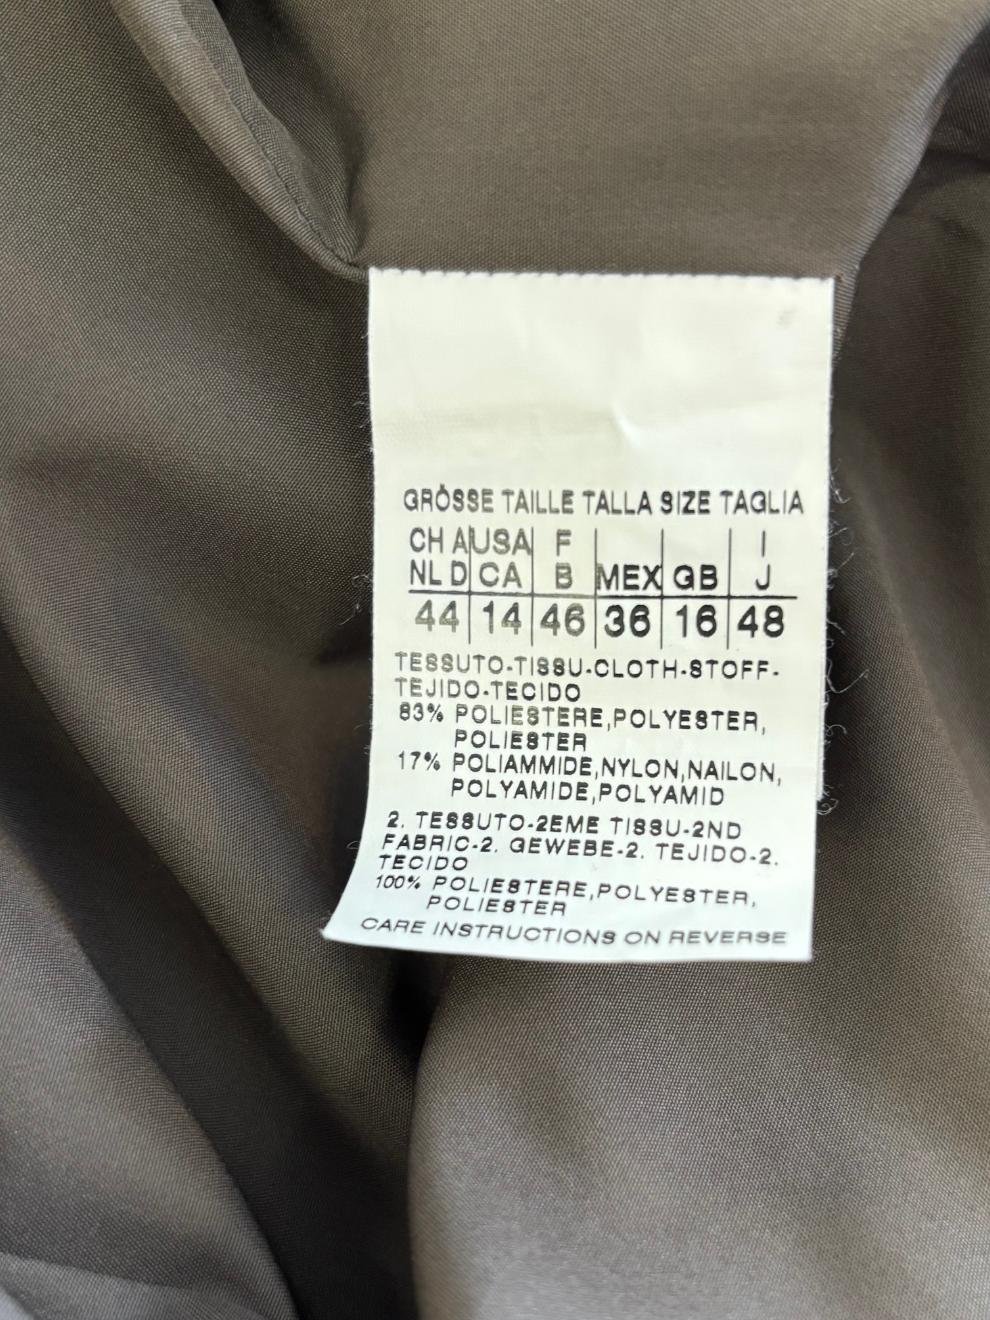 GRÖSSE TAILLE TALLA SIZE TAGLIA
CH A USA F I
NL D CA B MEX GB J
44 14 46 36 16 48
TESSUTO-TISSU-CLOTH-STOFF-
TEJIDO-TECIDO
83% POLIESTERE,POLYESTER,
POLIESTER
17% POLIAMMIDE,NYLON,NAILON,
POLYAMIDE,POLYAMID
2. TESSUTO-2EME TISSU-2ND
FABRIC-2. GEWEBE-2. TEJIDO-2.
TECIDO
100% POLIESTERE,POLYESTER,
POLIESTER
CARE INSTRUCTIONS ON REVERSE